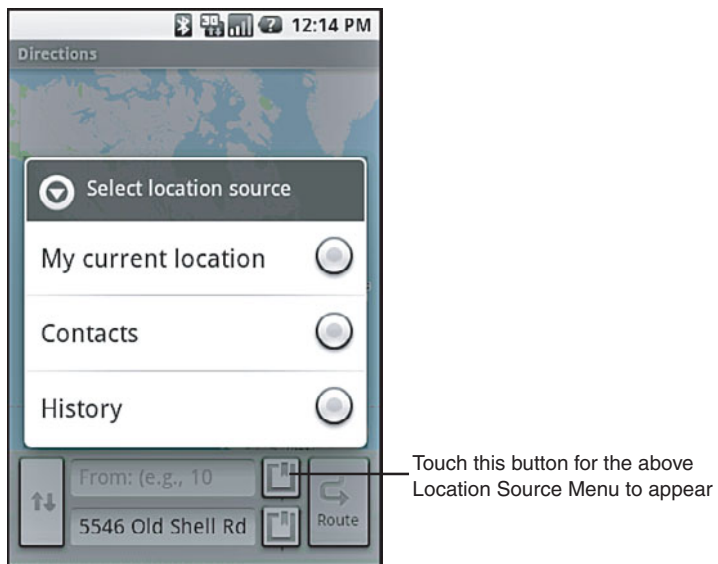 12:14 PM
Directions
Select location source
My current location
Contacts
History
From: (e.g., 10
5546 Old Shell Rd
Route
Touch this button for the above
Location Source Menu to appear